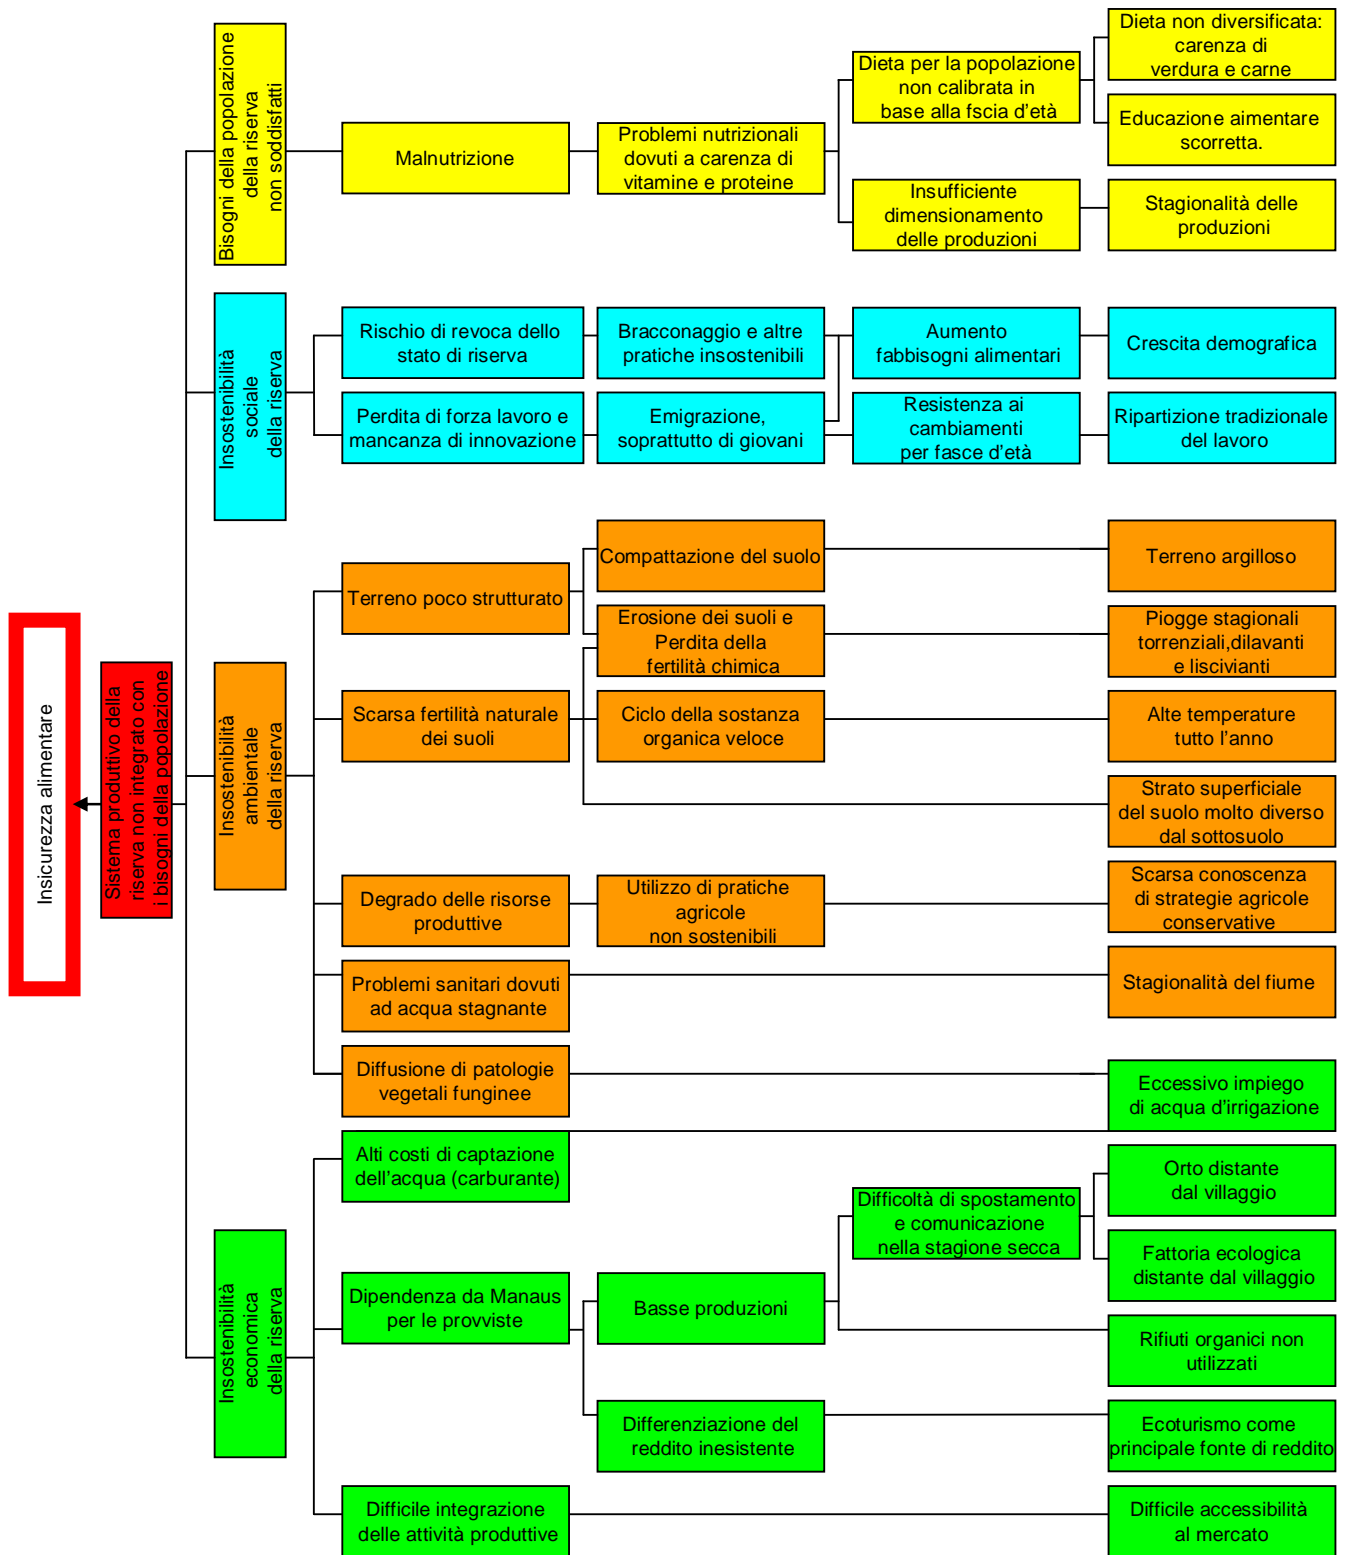 Insicurezza alimentare
Sistema produttivo della
riserva non integrato con
i bisogni della popolazione
Bisogni della popolazione
della riserva
non soddisfatti
Malnutrizione
Problemi nutrizionali
dovuti a carenza di
vitamine e proteine
Dieta per la popolazione
non calibrata in
base alla fscia d'età
Dieta non diversificata:
carenza di
verdura e carne
Educazione aimentare
scorretta.
Insufficiente
dimensionamento
delle produzioni
Stagionalità delle
produzioni
Insostenibilità
sociale
della riserva
Rischio di revoca dello
stato di riserva
Bracconaggio e altre
pratiche insostenibili
Aumento
fabbisogni alimentari
Crescita demografica
Perdita di forza lavoro e
mancanza di innovazione
Emigrazione,
soprattutto di giovani
Resistenza ai
cambiamenti
per fasce d'età
Ripartizione tradizionale
del lavoro
Insostenibilità
ambientale
della riserva
Terreno poco strutturato
Compattazione del suolo
Terreno argilloso
Erosione dei suoli e
Perdita della
fertilità chimica
Piogge stagionali
torrenziali,dilavanti
e liscivianti
Scarsa fertilità naturale
dei suoli
Ciclo della sostanza
organica veloce
Alte temperature
tutto l'anno
Strato superficiale
del suolo molto diverso
dal sottosuolo
Degrado delle risorse
produttive
Utilizzo di pratiche
agricole
non sostenibili
Scarsa conoscenza
di strategie agricole
conservative
Problemi sanitari dovuti
ad acqua stagnante
Stagionalità del fiume
Diffusione di patologie
vegetali funginee
Eccessivo impiego
di acqua d'irrigazione
Insostenibilità
economica
della riserva
Alti costi di captazione
dell'acqua (carburante)
Dipendenza da Manaus
per le provviste
Basse produzioni
Difficoltà di spostamento
e comunicazione
nella stagione secca
Orto distante
dal villaggio
Fattoria ecologica
distante dal villaggio
Rifiuti organici non
utilizzati
Differenziazione del
reddito inesistente
Ecoturismo come
principale fonte di reddito
Difficile integrazione
delle attività produttive
Difficile accessibilità
al mercato